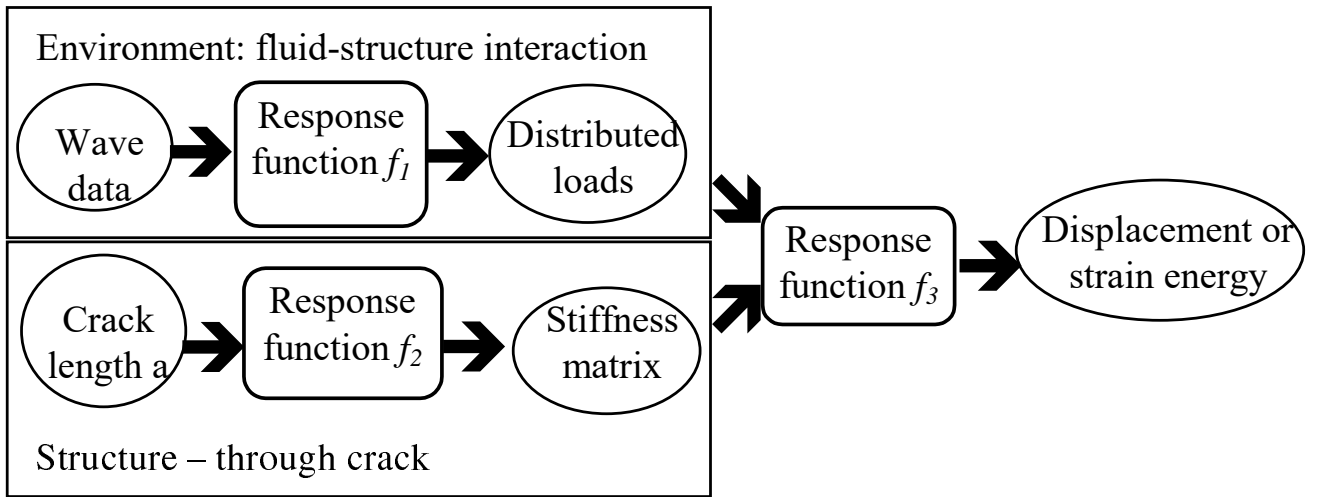 Environment: fluid-structure interaction
Wave
data
Response
function f1
Distributed
loads
Crack
length a
Response
function f2
Stiffness
matrix
Structure – through crack
Response
function f3
Displacement or
strain energy